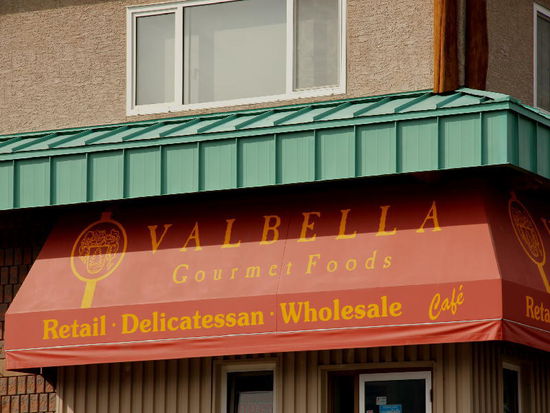 VALBELLA
Gourmet Foods
Retail · Delicatessan · Wholesale Café
Reta